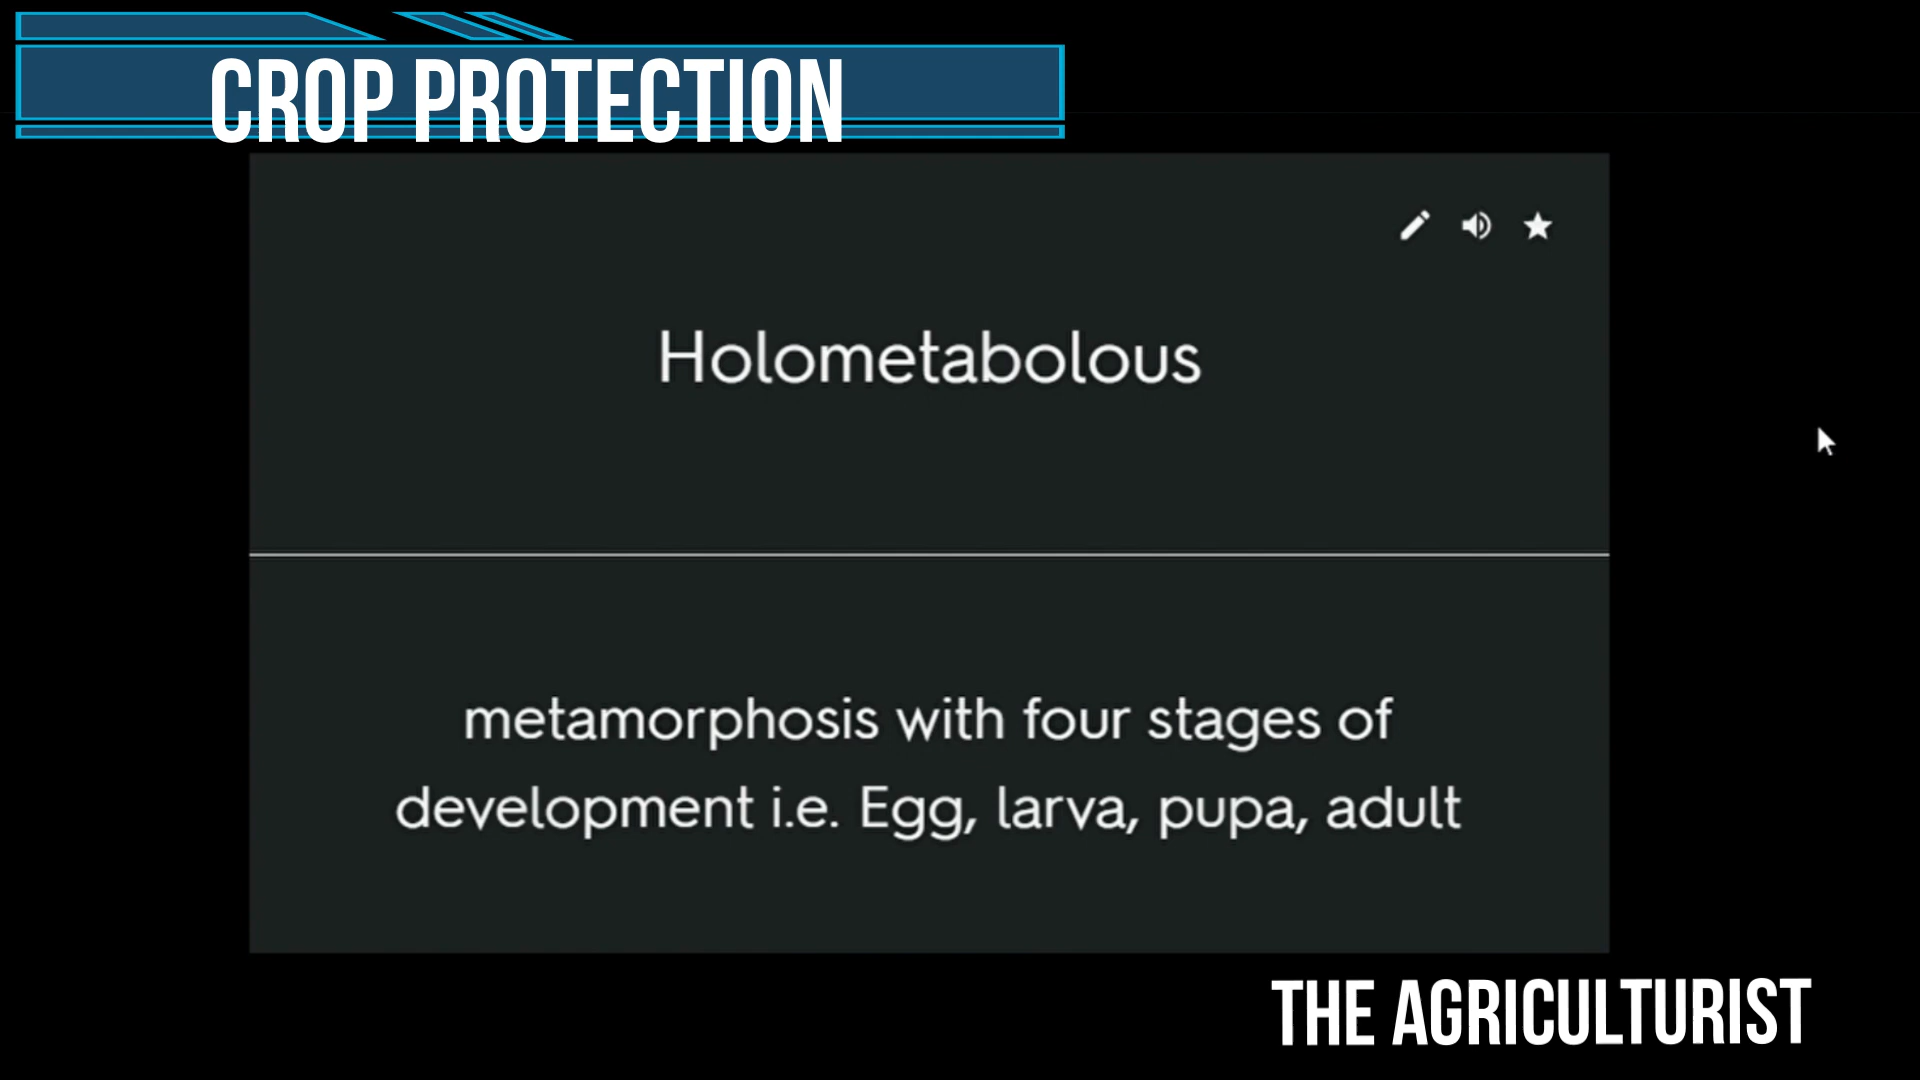 CROP PROTECTION
Holometabolous
metamorphosis with four stages of
development i.e. Egg, larva, pupa, adult
THE AGRICULTURIST